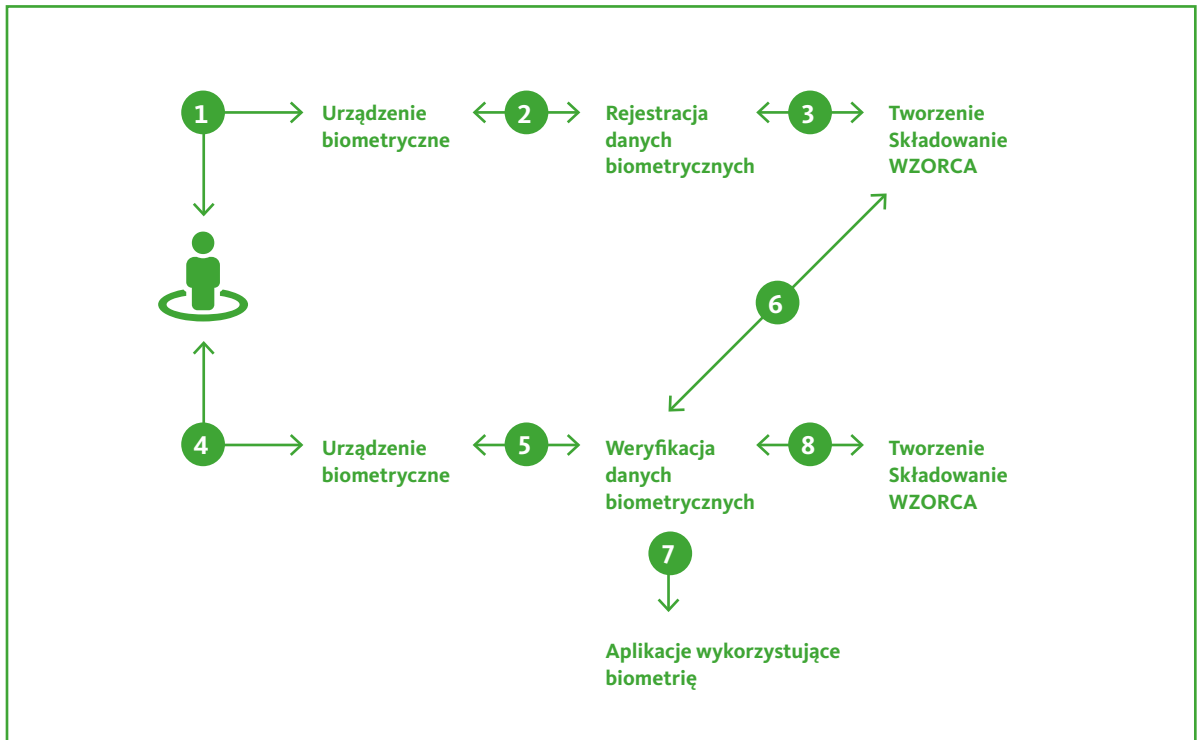 1
Urządzenie
biometryczne
2
Rejestracja
danych
biometrycznych
3
Tworzenie
Składowanie
WZORCA
6
4
Urządzenie
biometryczne
5
Weryfikacja
danych
biometrycznych
8
Tworzenie
Składowanie
WZORCA
7
Aplikacje wykorzystujące
biometrię